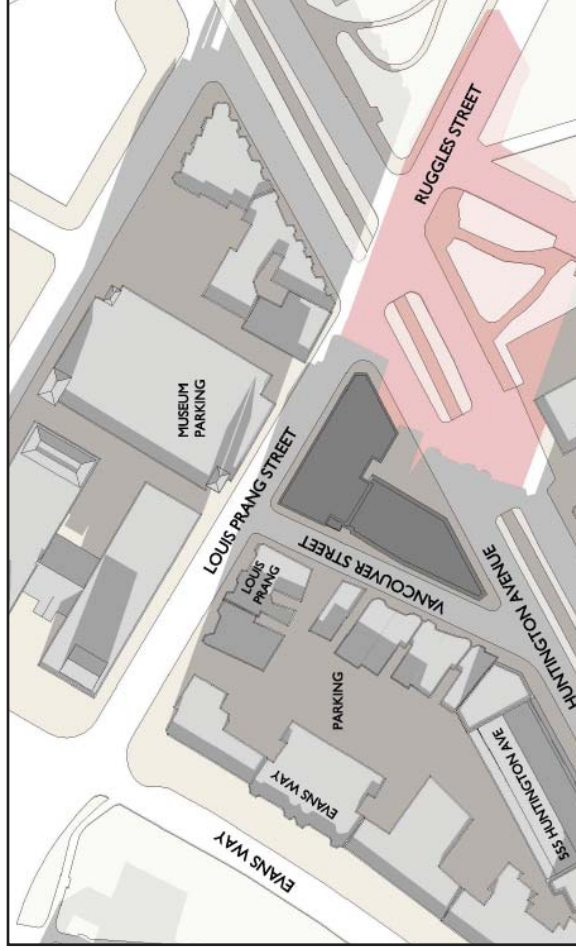 RUGGLES STREET
MUSEUM
PARKING
LOUIS PRANG STREET
LOUIS
PRANG
VANCOUVER STREET
HUNTINGTON AVENUE
PARKING
EVANS WAY
EVANS WAY
555 HUNTINGTON AVE